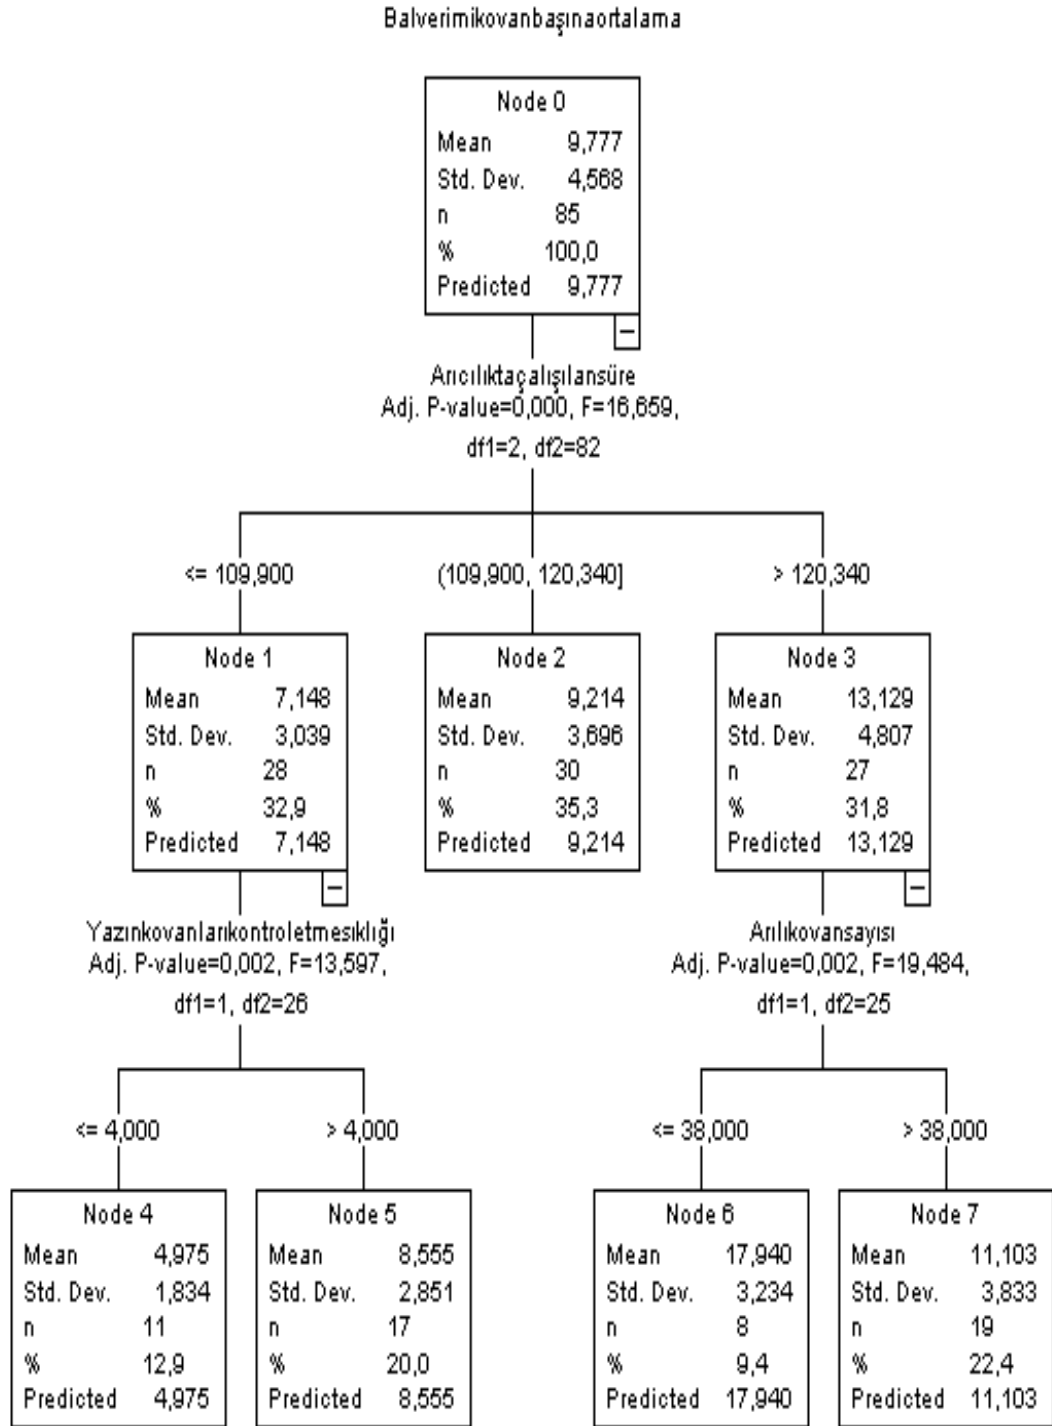 Balverimikovanbaşınaortalama
Node 0
Mean 9,777
Std. Dev. 4,568
n 85
% 100,0
Predicted 9,777
Arıcılıktaçalışılansüre
Adj. P-value=0,000, F=16,659,
df1=2, df2=82
<= 109,900
(109,900, 120,340]
> 120,340
Node 1
Mean 7,148
Std. Dev. 3,039
n 28
% 32,9
Predicted 7,148
Node 2
Mean 9,214
Std. Dev. 3,696
n 30
% 35,3
Predicted 9,214
Node 3
Mean 13,129
Std. Dev. 4,807
n 27
% 31,8
Predicted 13,129
Yazınkovanlarıkontroletmesıklığı
Adj. P-value=0,002, F=13,597,
df1=1, df2=26
Arılıkovansayısı
Adj. P-value=0,002, F=19,484,
df1=1, df2=25
<= 4,000
> 4,000
<= 38,000
> 38,000
Node 4
Mean 4,975
Std. Dev. 1,834
n 11
% 12,9
Predicted 4,975
Node 5
Mean 8,555
Std. Dev. 2,851
n 17
% 20,0
Predicted 8,555
Node 6
Mean 17,940
Std. Dev. 3,234
n 8
% 9,4
Predicted 17,940
Node 7
Mean 11,103
Std. Dev. 3,833
n 19
% 22,4
Predicted 11,103